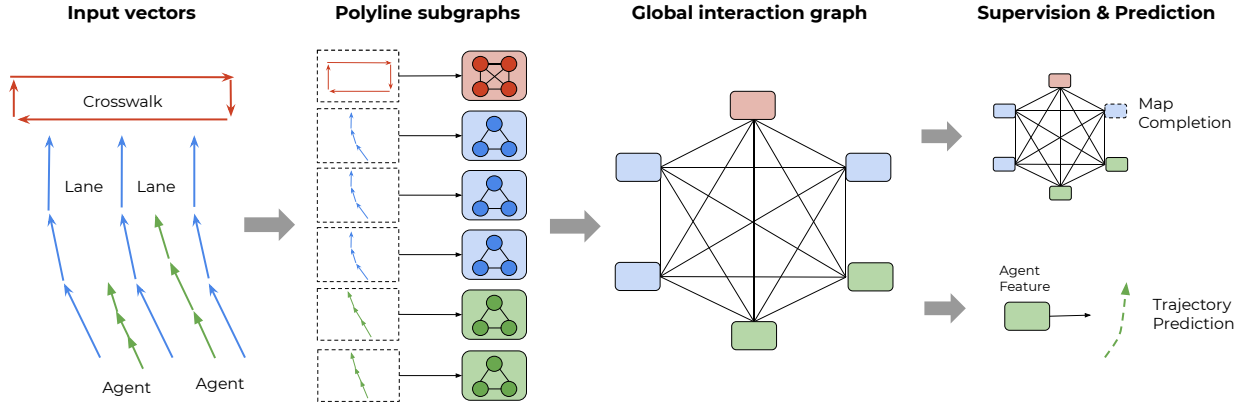 Input vectors
Polyline subgraphs
Global interaction graph
Supervision & Prediction
Crosswalk
Lane
Lane
Agent
Agent
Map
Completion
Agent
Feature
Trajectory
Prediction